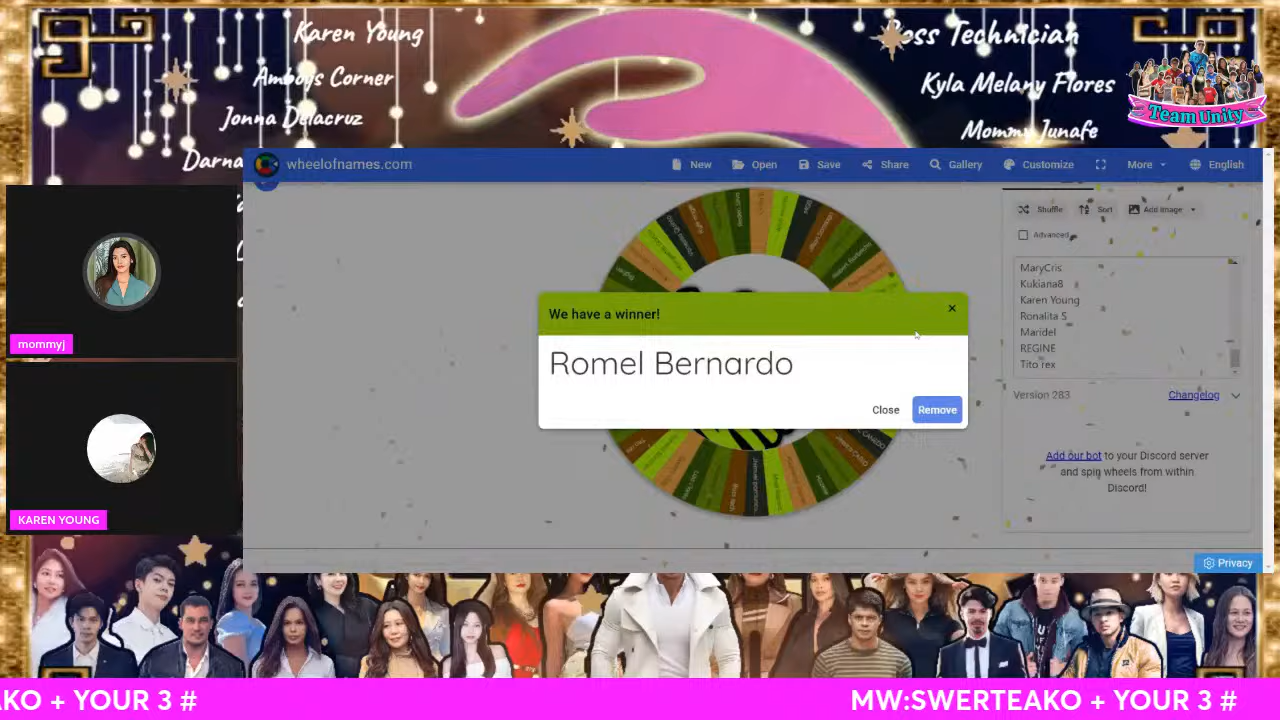 Karen Young
Amboys Corner
Jonna Delacruz
Darna
Boss Technician
Kyla Melany Flores
Mommy Junafe
Team Unity
wheelofnames.com
New
Open
Save
Share
Gallery
Customize
More
English
Shuffle
Sort
Add image
Advanced
MaryCris
Kukiana8
Karen Young
Ronalita S
Maridel
REGINE
Tito rex
We have a winner!
Romel Bernardo
Close
Remove
Version 283
Changelog
Add our bot to your Discord server
and spin wheels from within
Discord!
Privacy
mommyj
KAREN YOUNG
AKO + YOUR 3 #
MW:SWERTEAKO + YOUR 3 #